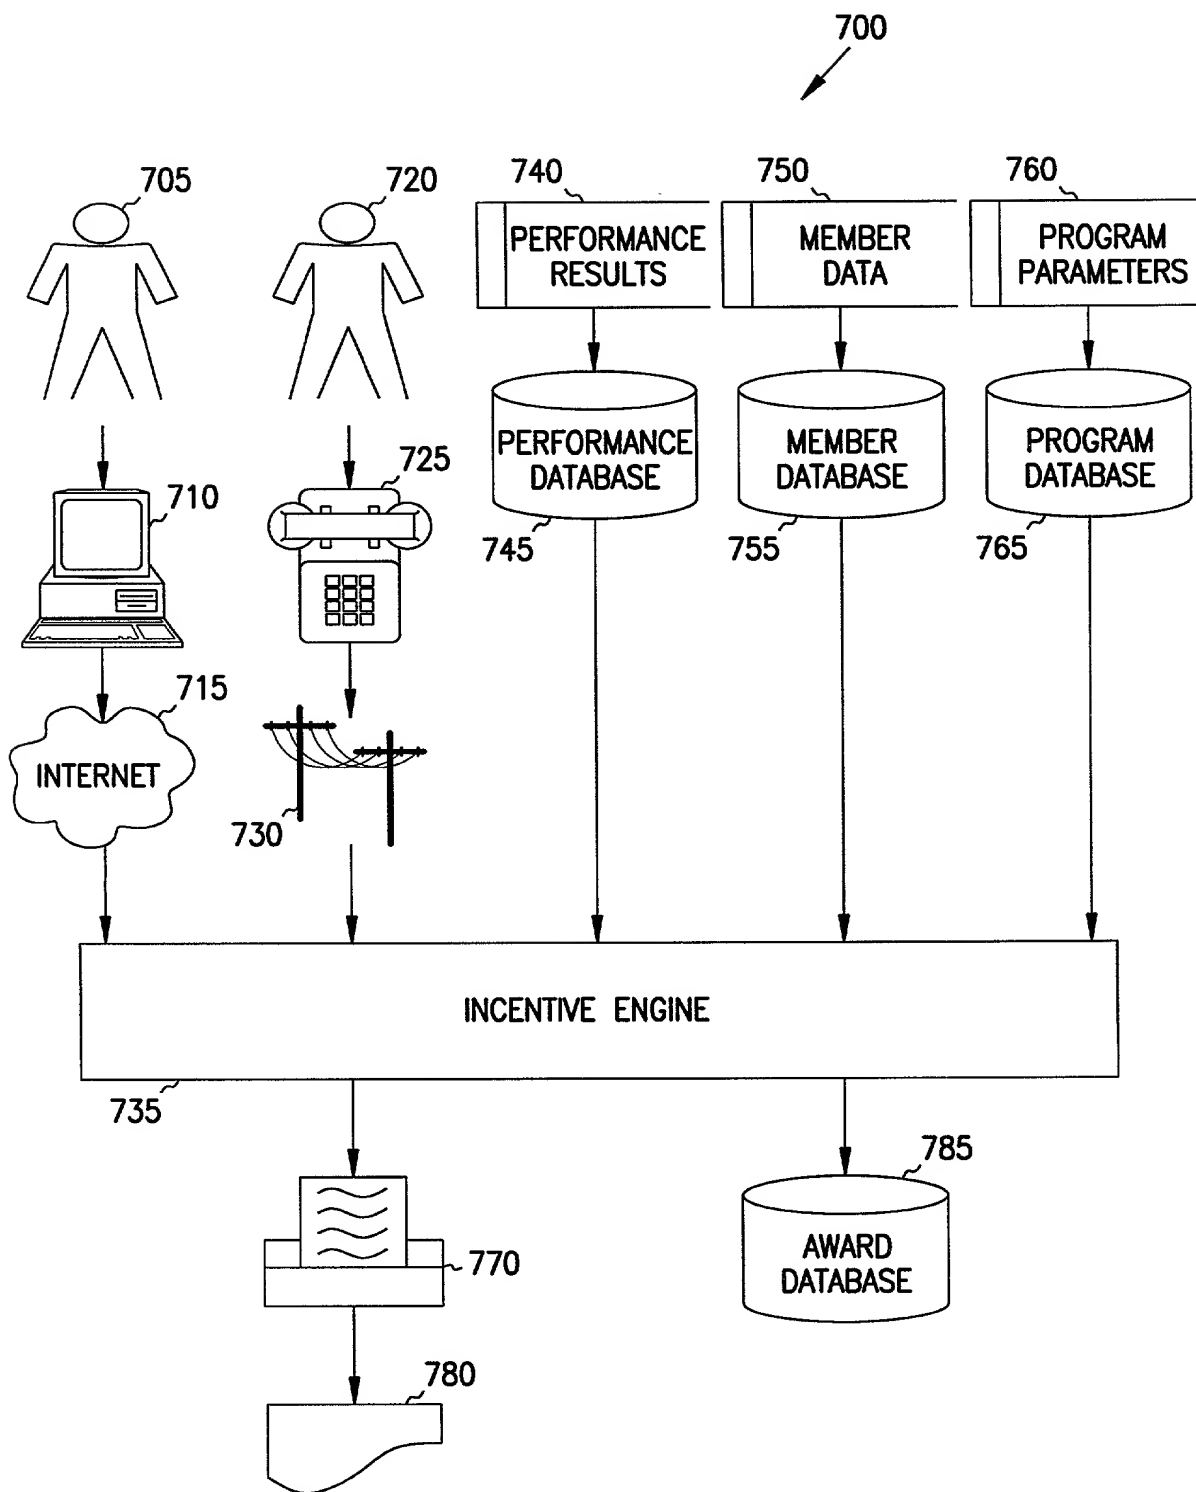 700
705
720
740
750
760
PERFORMANCE
RESULTS
MEMBER
DATA
PROGRAM
PARAMETERS
PERFORMANCE
DATABASE
MEMBER
DATABASE
PROGRAM
DATABASE
710
725
745
755
765
715
INTERNET
730
INCENTIVE ENGINE
735
785
770
AWARD
DATABASE
780